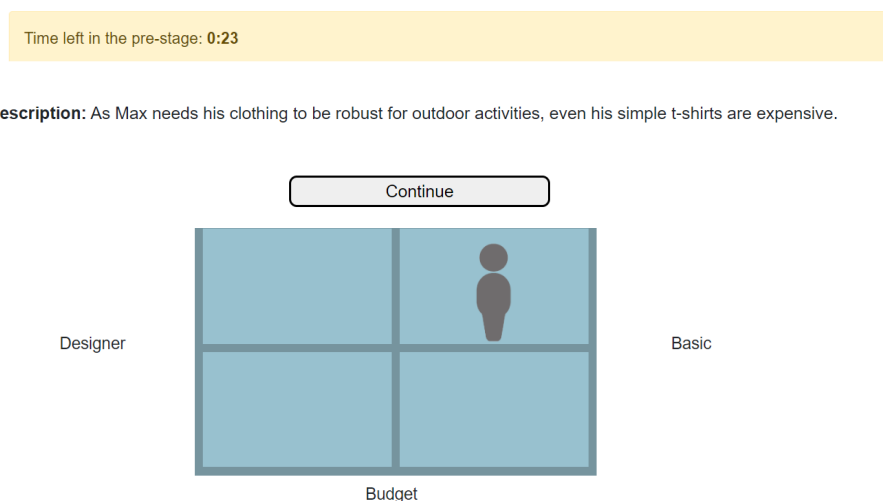 Time left in the pre-stage: 0:23
escription: As Max needs his clothing to be robust for outdoor activities, even his simple t-shirts are expensive.
Continue
Designer
Basic
Budget